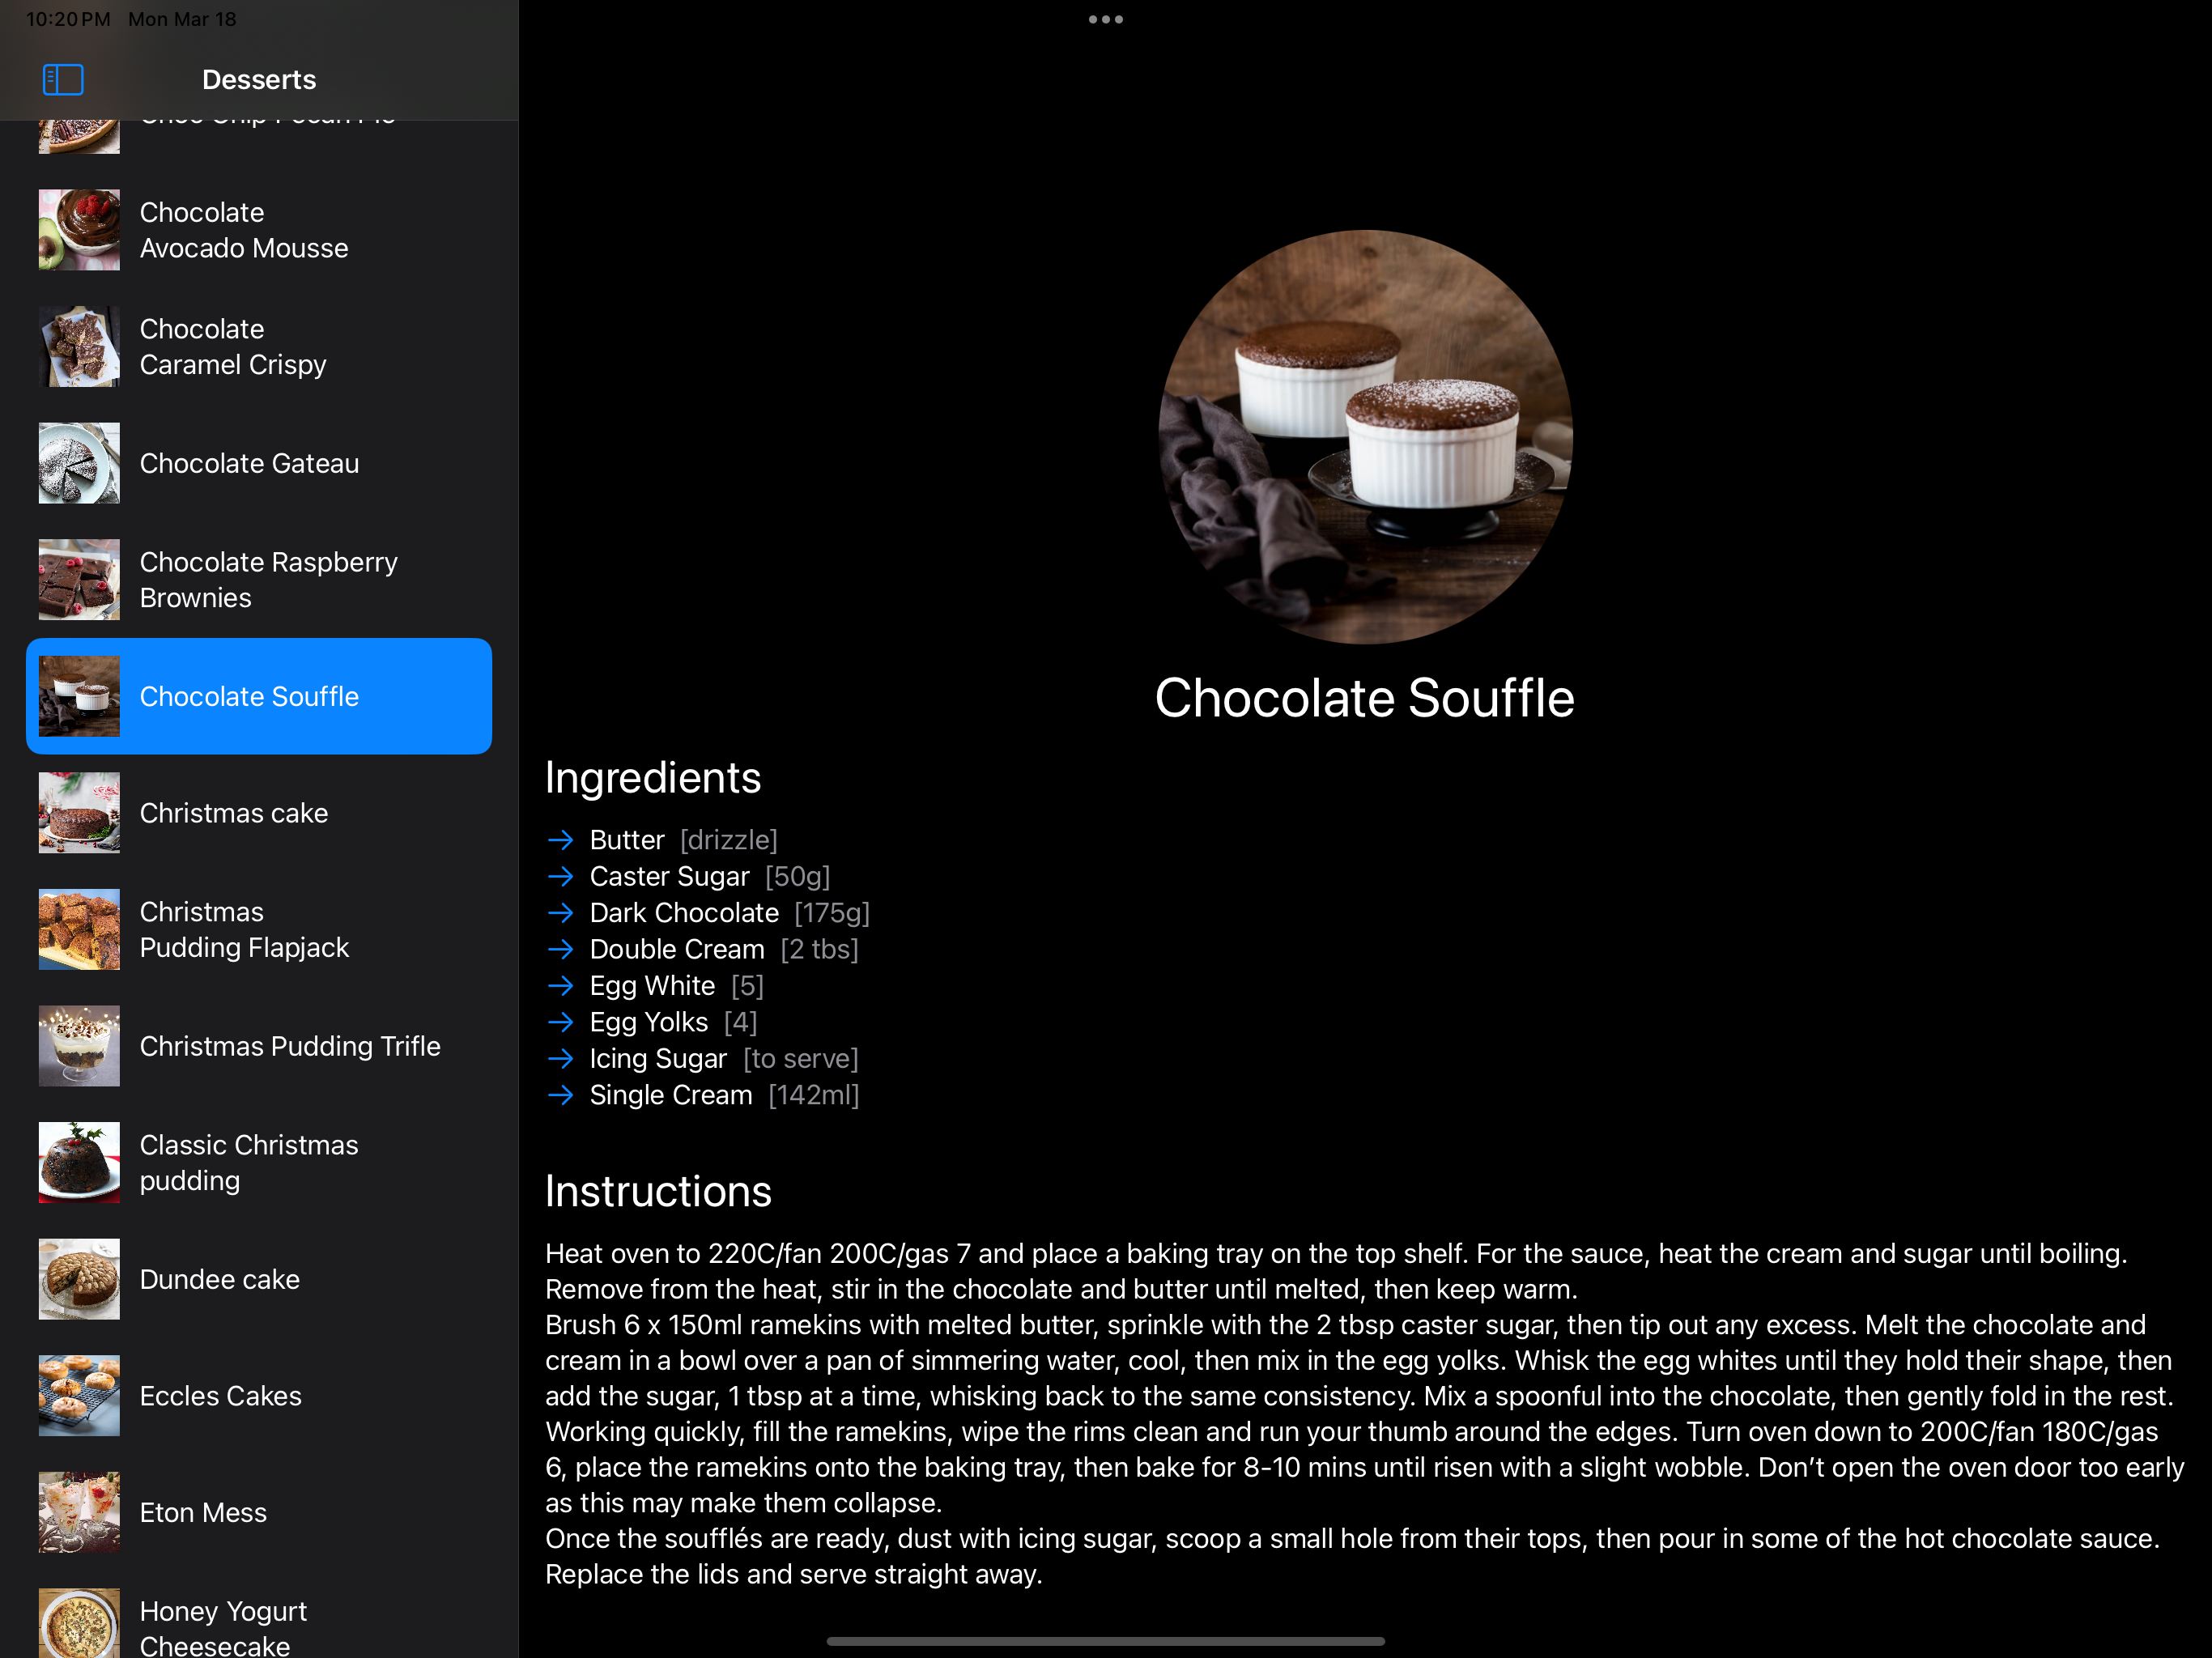 10:20 PM Mon Mar 18
Desserts
Choc Chip Pecan Pie
Chocolate
Avocado Mousse
Chocolate
Caramel Crispy
Chocolate Gateau
Chocolate Raspberry
Brownies
Chocolate Souffle
Christmas cake
Christmas
Pudding Flapjack
Christmas Pudding Trifle
Classic Christmas
pudding
Dundee cake
Eccles Cakes
Eton Mess
Honey Yogurt
Cheesecake
Chocolate Souffle
Ingredients
Butter [drizzle]
Caster Sugar [50g]
Dark Chocolate [175g]
Double Cream [2 tbs]
Egg White [5]
Egg Yolks [4]
Icing Sugar [to serve]
Single Cream [142ml]
Instructions
Heat oven to 220C/fan 200C/gas 7 and place a baking tray on the top shelf. For the sauce, heat the cream and sugar until boiling.
Remove from the heat, stir in the chocolate and butter until melted, then keep warm.
Brush 6 x 150ml ramekins with melted butter, sprinkle with the 2 tbsp caster sugar, then tip out any excess. Melt the chocolate and
cream in a bowl over a pan of simmering water, cool, then mix in the egg yolks. Whisk the egg whites until they hold their shape, then
add the sugar, 1 tbsp at a time, whisking back to the same consistency. Mix a spoonful into the chocolate, then gently fold in the rest.
Working quickly, fill the ramekins, wipe the rims clean and run your thumb around the edges. Turn oven down to 200C/fan 180C/gas
6, place the ramekins onto the baking tray, then bake for 8-10 mins until risen with a slight wobble. Don’t open the oven door too early
as this may make them collapse.
Once the soufflés are ready, dust with icing sugar, scoop a small hole from their tops, then pour in some of the hot chocolate sauce.
Replace the lids and serve straight away.